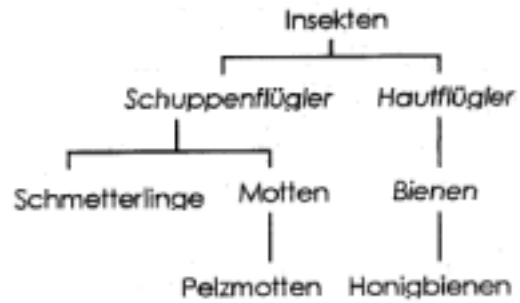 Insekten
Schuppenflügler Hautflügler
Schmetterlinge Motten Bienen
Pelzmotten Honigbienen